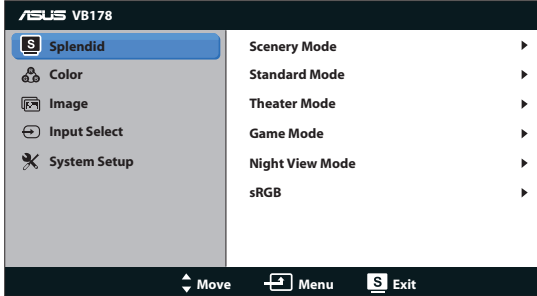 ASUS VB178
S Splendid
Color
Image
Input Select
System Setup
Scenery Mode
Standard Mode
Theater Mode
Game Mode
Night View Mode
sRGB
Move Menu S Exit